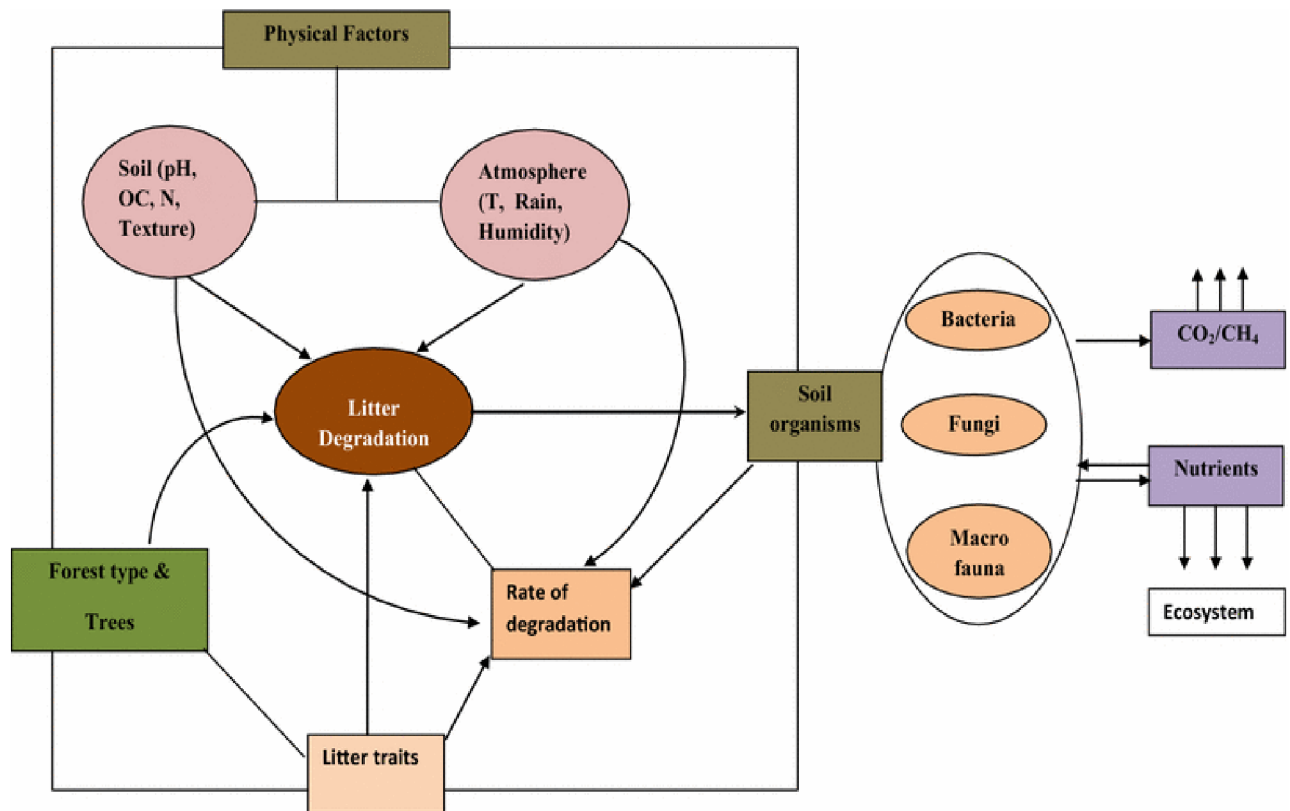 Physical Factors
Soil (pH,
OC, N,
Texture)
Atmosphere
(T, Rain,
Humidity)
Litter
Degradation
Soil
organisms
Bacteria
Fungi
Macro
fauna
CO₂/CH₄
Nutrients
Ecosystem
Forest type &
Trees
Rate of
degradation
Litter traits